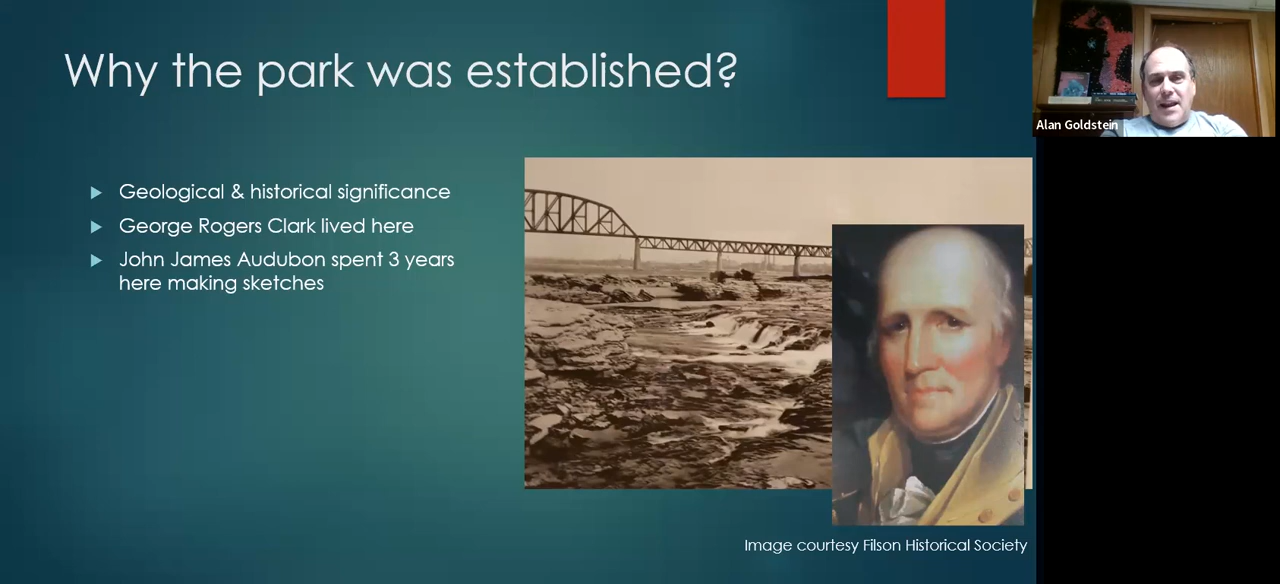 Why the park was established?
Geological & historical significance
George Rogers Clark lived here
John James Audubon spent 3 years
here making sketches
Image courtesy Filson Historical Society
Alan Goldstein